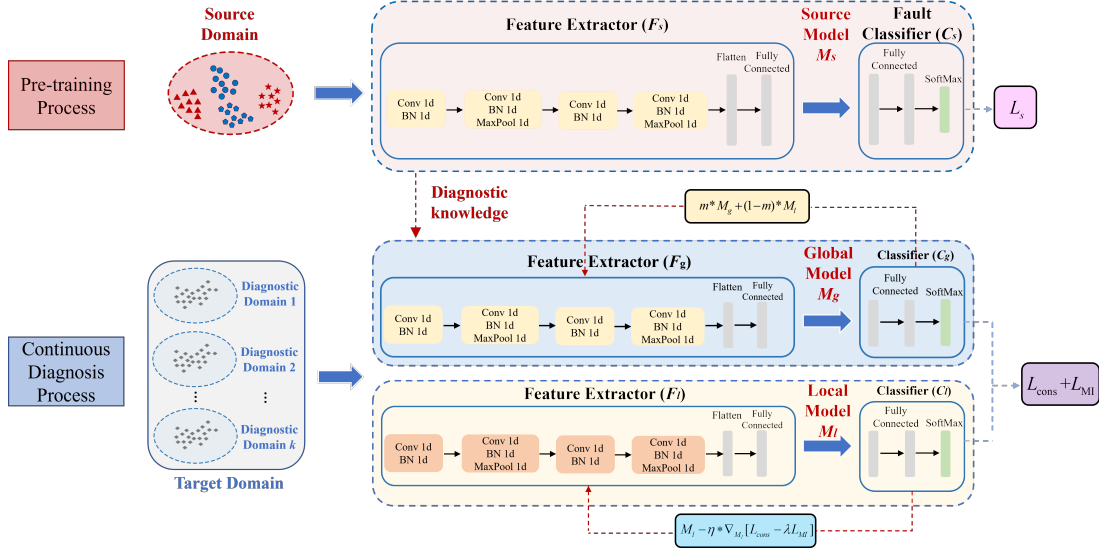 Pre-training
Process
Source
Domain
Feature Extractor (Fs)
Conv 1d
BN 1d
Conv 1d
BN 1d
MaxPool 1d
Conv 1d
BN 1d
Conv 1d
BN 1d
MaxPool 1d
Flatten
Fully
Connected
Source
Model
Ms
Fault
Classifier (Cs)
Fully
Connected
SoftMax
Ls
Diagnostic
knowledge
m* Mg +(1−m)* Ml
Continuous
Diagnosis
Process
Diagnostic
Domain 1
Diagnostic
Domain 2
⋮ ⋮
Diagnostic
Domain k
Target Domain
Feature Extractor (Fg)
Conv 1d
BN 1d
Conv 1d
BN 1d
MaxPool 1d
Conv 1d
BN 1d
Conv 1d
BN 1d
MaxPool 1d
Flatten
Fully
Connected
Global
Model
Mg
Classifier (Cg)
Fully
Connected
SoftMax
Feature Extractor (Fl)
Conv 1d
BN 1d
Conv 1d
BN 1d
MaxPool 1d
Conv 1d
BN 1d
Conv 1d
BN 1d
MaxPool 1d
Flatten
Fully
Connected
Local
Model
Ml
Classifier (Cl)
Fully
Connected
SoftMax
Lcons+LMI
Ml −η*∇Ml [Lcons −λLMI]